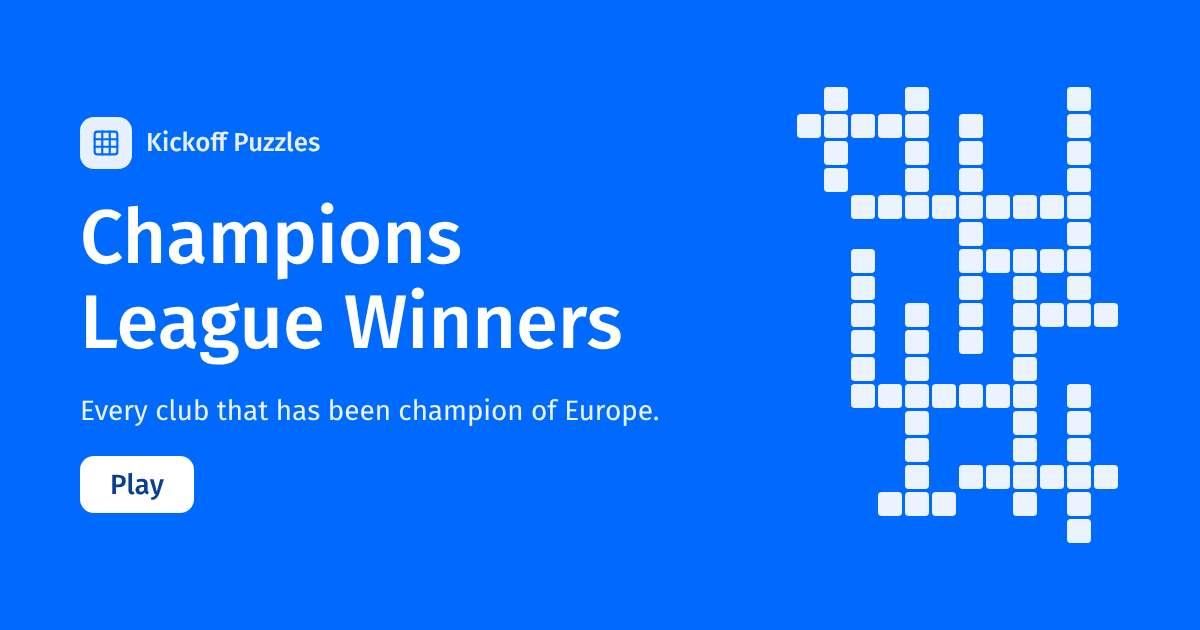 Kickoff Puzzles
Champions
League Winners
Every club that has been champion of Europe.
Play